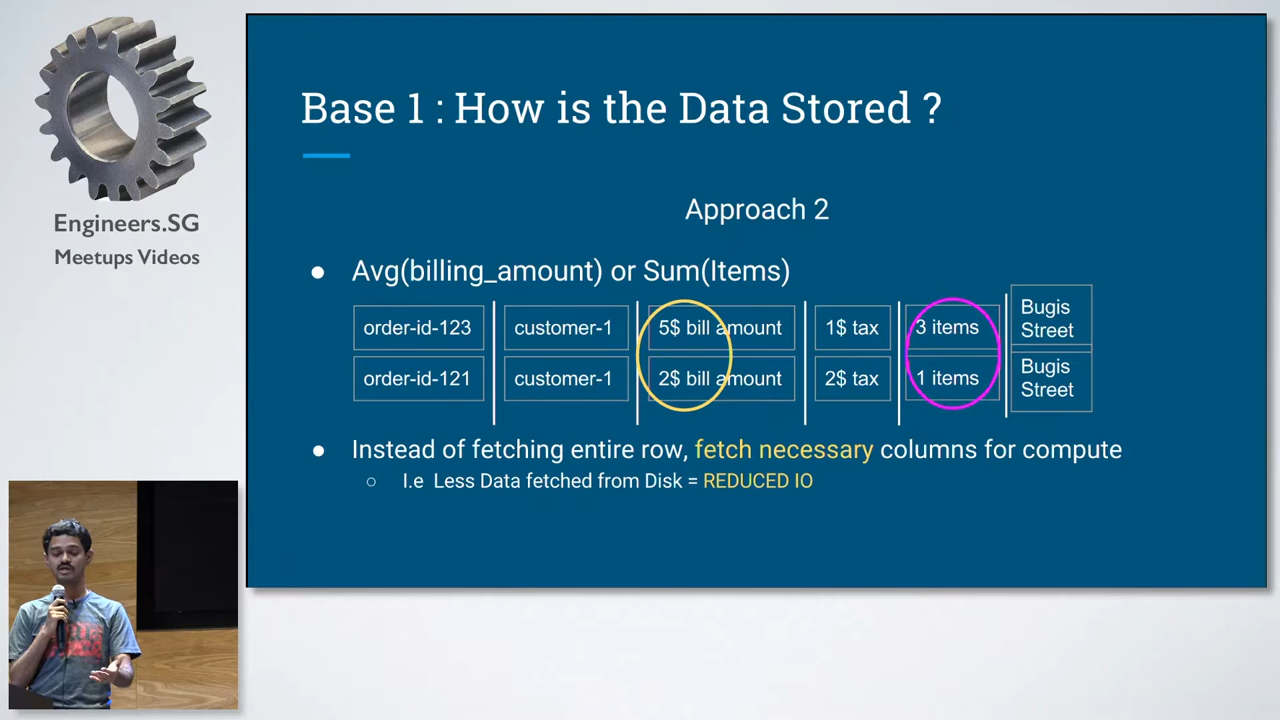 Engineers.SG
Meetups Videos
Base 1 : How is the Data Stored ?
Approach 2
● Avg(billing_amount) or Sum(Items)
order-id-123 customer-1 5$ bill amount 1$ tax 3 items Bugis Street
order-id-121 customer-1 2$ bill amount 2$ tax 1 items Bugis Street
● Instead of fetching entire row, fetch necessary columns for compute
○ I.e Less Data fetched from Disk = REDUCED IO